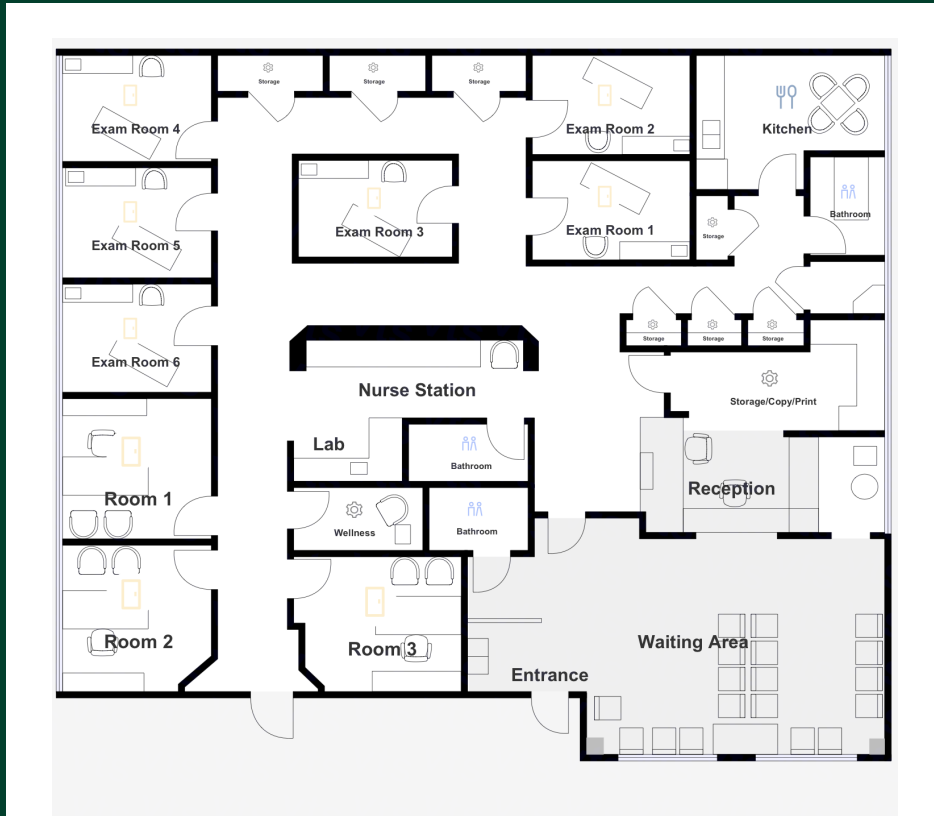 Storage
Storage
Storage
Exam Room 4
Exam Room 2
Kitchen
Exam Room 5
Exam Room 3
Exam Room 1
Storage
Bathroom
Exam Room 6
Storage
Storage
Storage
Nurse Station
Storage/Copy/Print
Lab
Bathroom
Room 1
Reception
Wellness
Bathroom
Room 2
Room 3
Waiting Area
Entrance